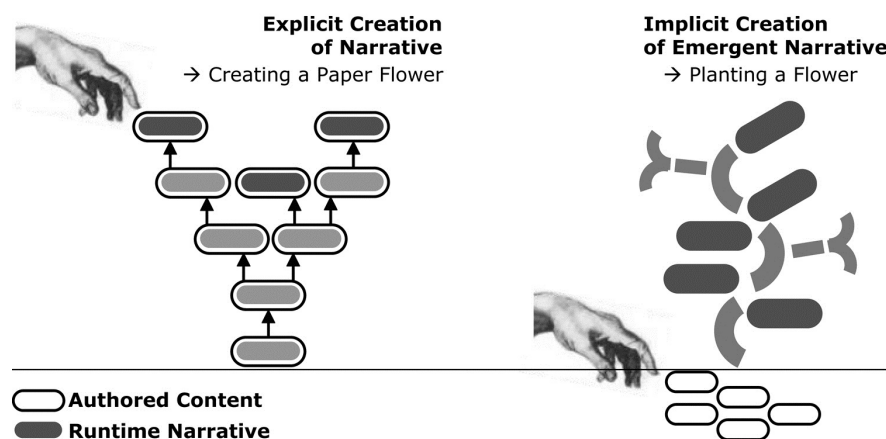 Explicit Creation
of Narrative
→ Creating a Paper Flower
Implicit Creation
of Emergent Narrative
→ Planting a Flower
Authored Content
Runtime Narrative